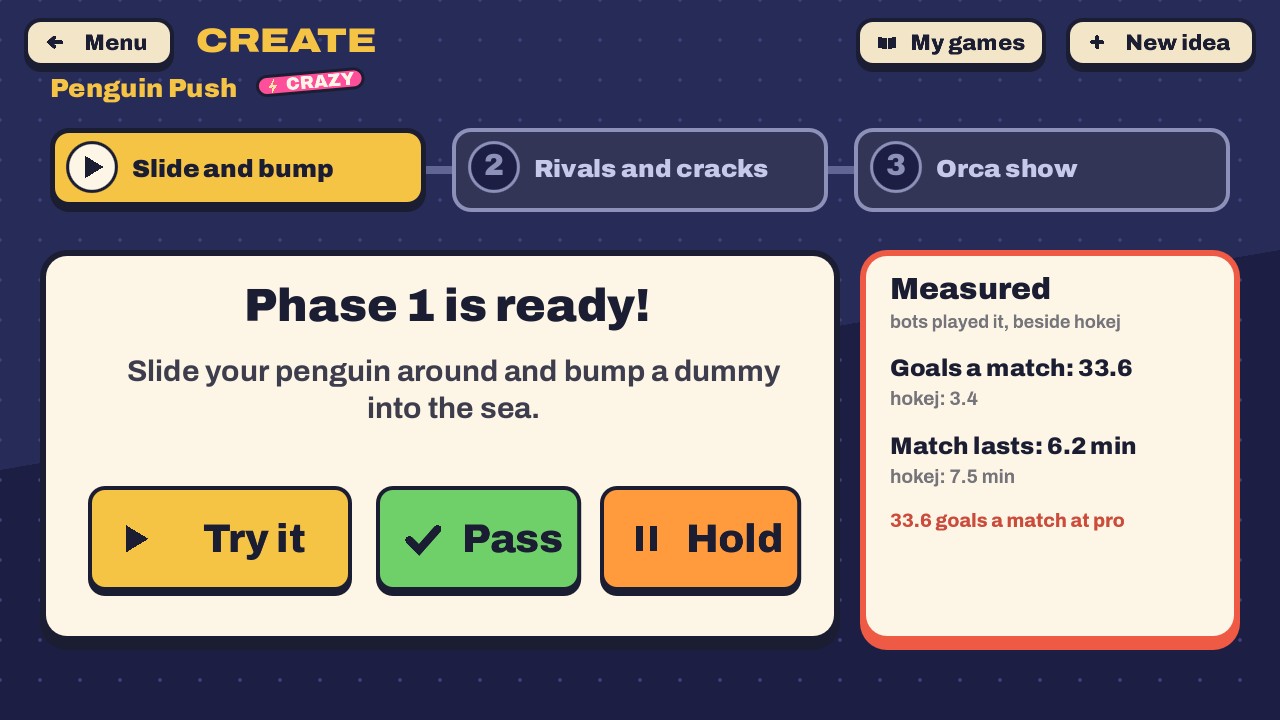 Menu
CREATE
My games
New idea
Penguin Push
CRAZY
Slide and bump
2
Rivals and cracks
3
Orca show
Phase 1 is ready!
Slide your penguin around and bump a dummy
into the sea.
Try it
Pass
Hold
Measured
bots played it, beside hokej
Goals a match: 33.6
hokej: 3.4
Match lasts: 6.2 min
hokej: 7.5 min
33.6 goals a match at pro